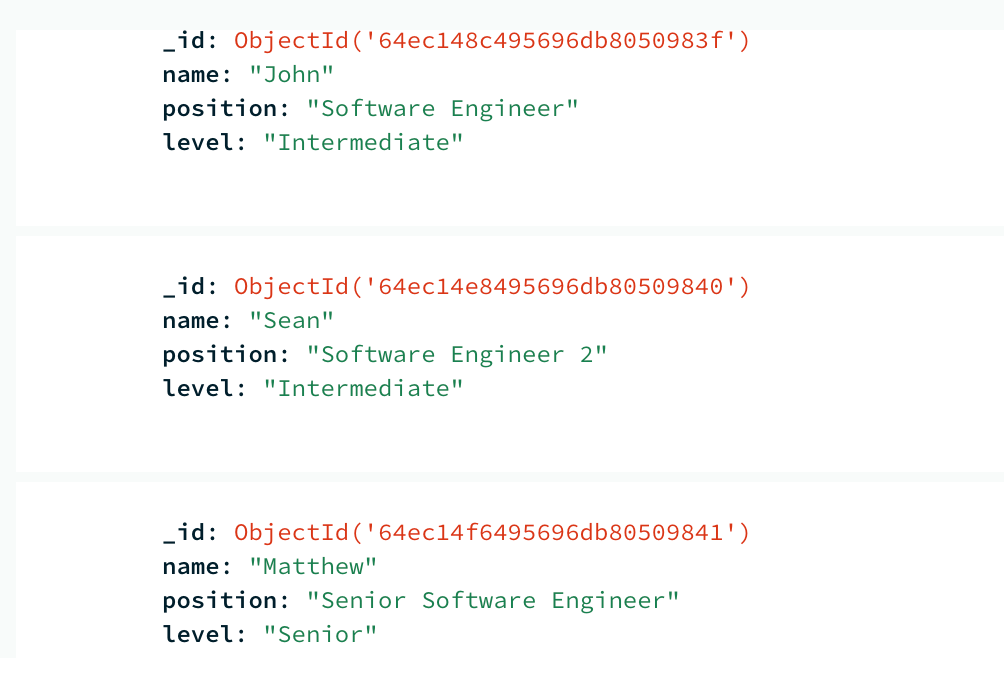 _id: ObjectId('64ec148c495696db8050983f')
name: "John"
position: "Software Engineer"
level: "Intermediate"
_id: ObjectId('64ec14e8495696db80509840')
name: "Sean"
position: "Software Engineer 2"
level: "Intermediate"
_id: ObjectId('64ec14f6495696db80509841')
name: "Matthew"
position: "Senior Software Engineer"
level: "Senior"